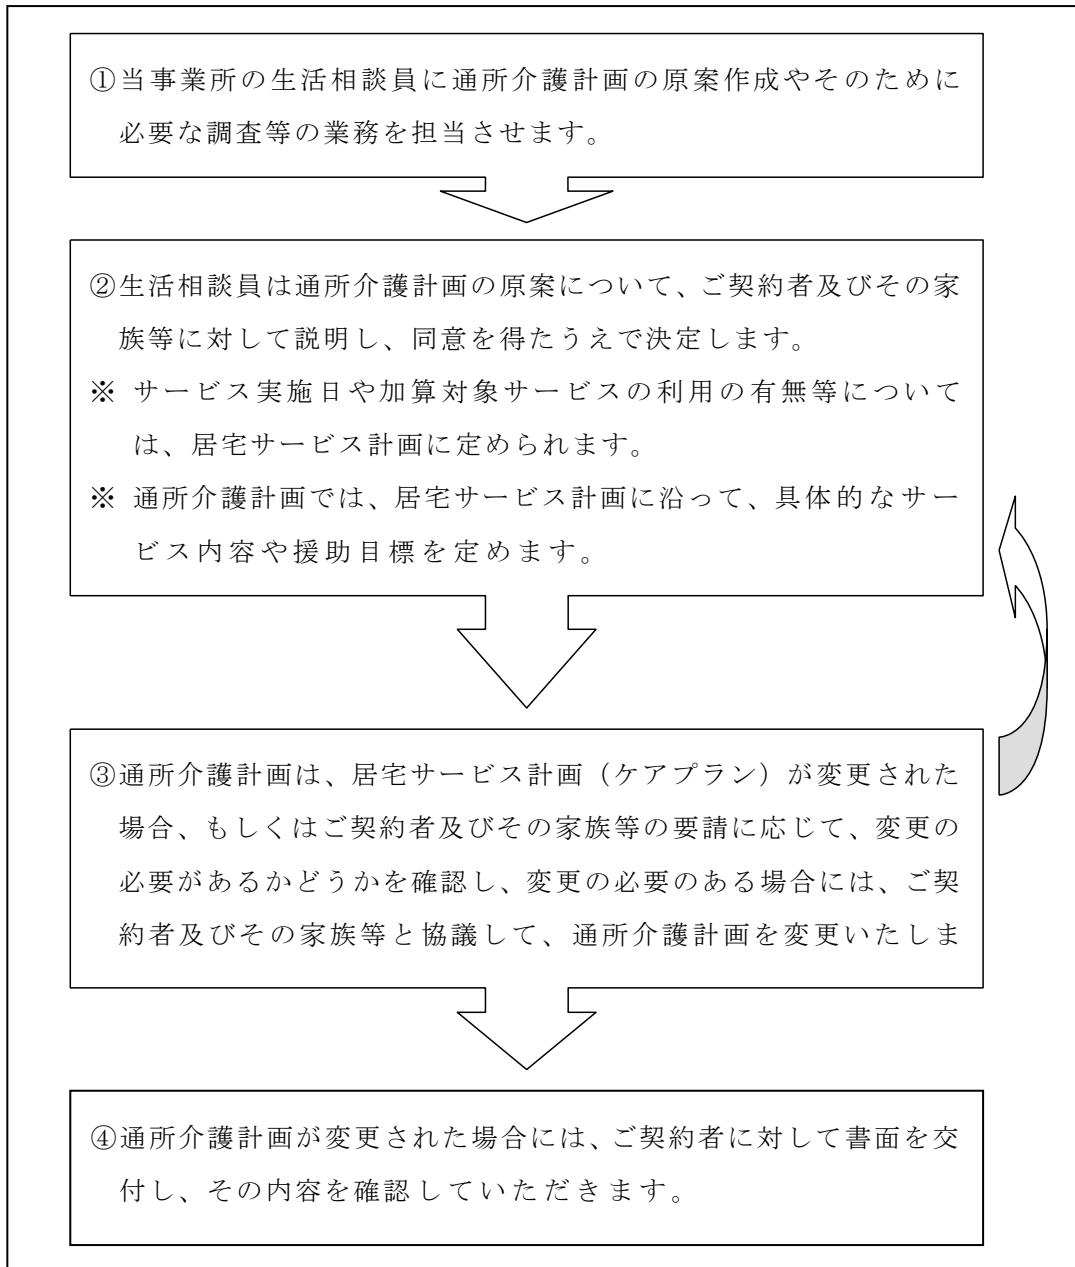 ①当事業所の生活相談員に通所介護計画の原案作成やそのために
必要な調査等の業務を担当させます。
②生活相談員は通所介護計画の原案について、ご契約者及びその家
族等に対して説明し、同意を得たうえで決定します。
※ サービス実施日や加算対象サービスの利用の有無等について
は、居宅サービス計画に定められます。
※ 通所介護計画では、居宅サービス計画に沿って、具体的なサー
ビス内容や援助目標を定めます。
③通所介護計画は、居宅サービス計画（ケアプラン）が変更された
場合、もしくはご契約者及びその家族等の要請に応じて、変更の
必要があるかどうかを確認し、変更の必要のある場合には、ご契
約者及びその家族等と協議して、通所介護計画を変更いたしま
④通所介護計画が変更された場合には、ご契約者に対して書面を交
付し、その内容を確認していただきます。